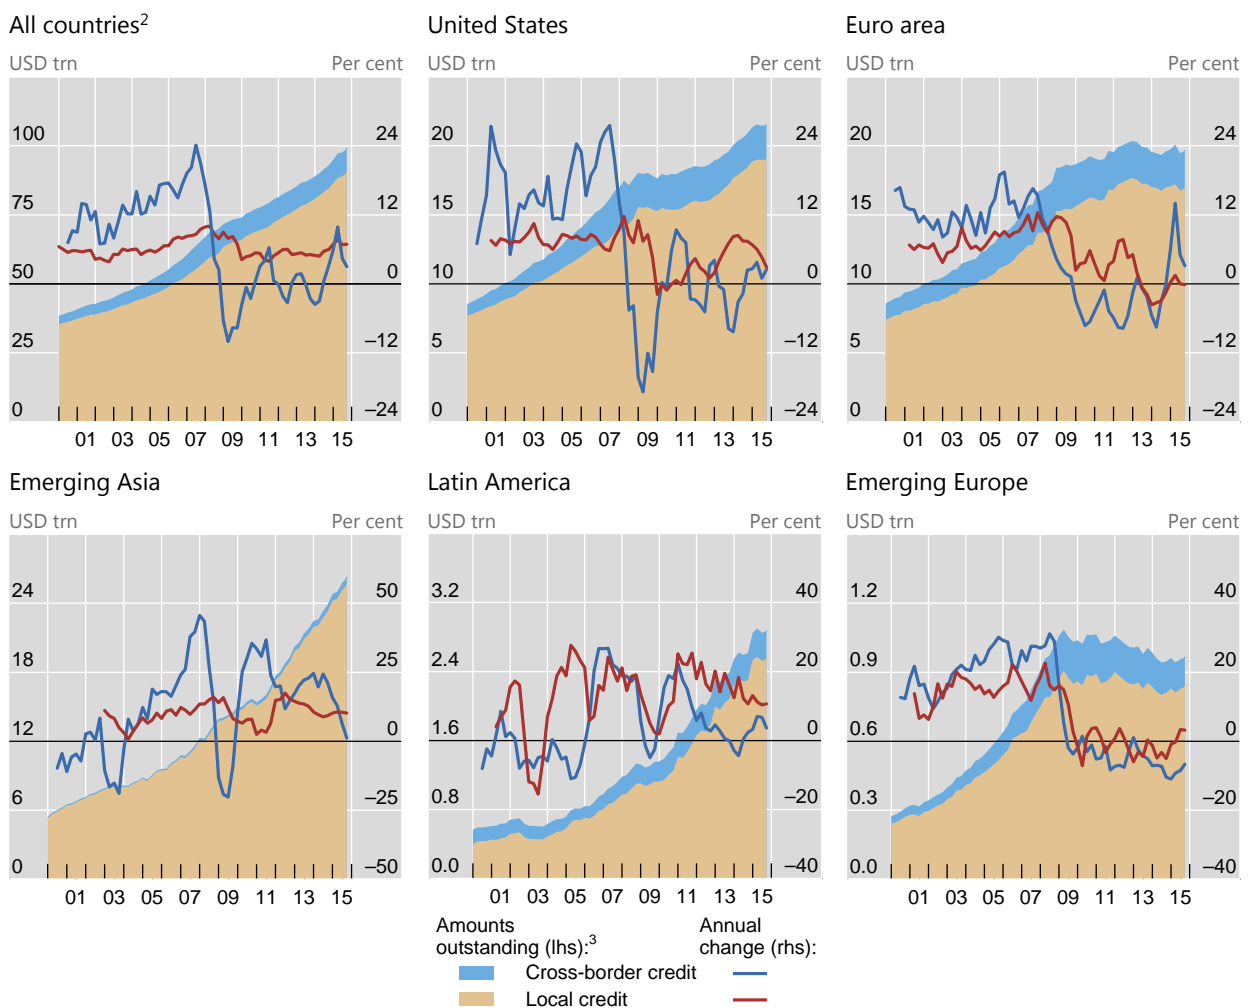 All countries2
USD trn Per cent
100 24
75 12
50 0
25 –12
0 –24
01 03 05 07 09 11 13 15
United States
USD trn Per cent
20 24
15 12
10 0
5 –12
0 –24
01 03 05 07 09 11 13 15
Euro area
USD trn Per cent
20 24
15 12
10 0
5 –12
0 –24
01 03 05 07 09 11 13 15
Emerging Asia
USD trn Per cent
24 50
18 25
12 0
6 –25
0 –50
01 03 05 07 09 11 13 15
Latin America
USD trn Per cent
3.2 40
2.4 20
1.6 0
0.8 –20
0.0 –40
01 03 05 07 09 11 13 15
Emerging Europe
USD trn Per cent
1.2 40
0.9 20
0.6 0
0.3 –20
0.0 –40
01 03 05 07 09 11 13 15
Amounts
outstanding (lhs):3
Annual
change (rhs):
Cross-border credit
Local credit